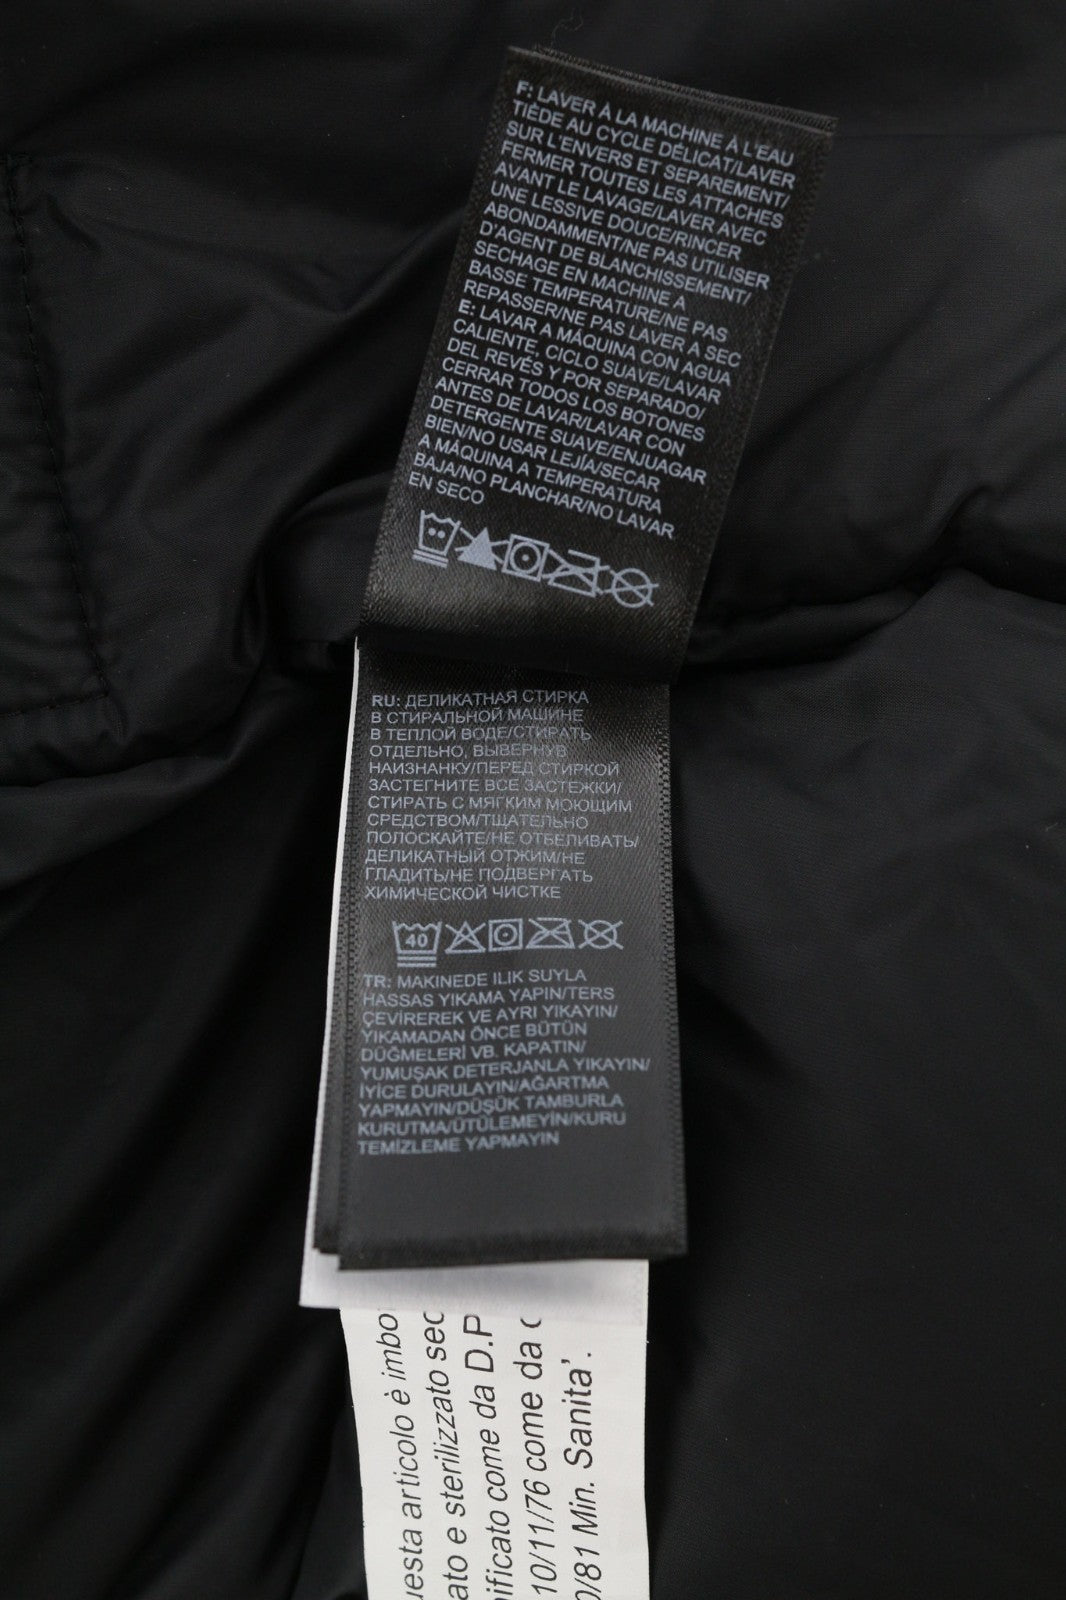 F: LAVER À LA MACHINE À L'EAU
TIÈDE AU CYCLE DÉLICAT/LAVER
SUR L'ENVERS ET SEPAREMENT/
FERMER TOUTES LES ATTACHES
AVANT LE LAVAGE/LAVER AVEC
UNE LESSIVE DOUCE/RINCER
ABONDAMMENT/NE PAS UTILISER
D'AGENT DE BLANCHISSEMENT/
SECHAGE EN MACHINE A
BASSE TEMPERATURE/NE PAS
REPASSER/NE PAS LAVER A SEC
E: LAVAR A MÁQUINA CON AGUA
CALIENTE, CICLO SUAVE/LAVAR
DEL REVÉS Y POR SEPARADO/
CERRAR TODOS LOS BOTONES
ANTES DE LAVAR/LAVAR CON
DETERGENTE SUAVE/ENJUAGAR
BIEN/NO USAR LEJÍA/SECAR
A MÁQUINA A TEMPERATURA
BAJA/NO PLANCHAR/NO LAVAR
EN SECO
RU: ДЕЛИКАТНАЯ СТИРКА
В СТИРАЛЬНОЙ МАШИНЕ
В ТЕПЛОЙ ВОДЕ/СТИРАТЬ
ОТДЕЛЬНО, ВЫВЕРНУВ
НАИЗНАНКУ/ПЕРЕД СТИРКОЙ
ЗАСТЕГНИТЕ ВСЕ ЗАСТЕЖКИ/
СТИРАТЬ С МЯГКИМ МОЮЩИМ
СРЕДСТВОМ/ТЩАТЕЛЬНО
ПОЛОСКАЙТЕ/НЕ ОТБЕЛИВАТЬ/
ДЕЛИКАТНЫЙ ОТЖИМ/НЕ
ГЛАДИТЬ/НЕ ПОДВЕРГАТЬ
ХИМИЧЕСКОЙ ЧИСТКЕ
40
TR: MAKINEDE ILIK SUYLA
HASSAS YIKAMA YAPIN/TERS
ÇEVİREREK VE AYRI YIKAYIN/
YIKAMADAN ÖNCE BÜTÜN
DÜĞMELERİ VB. KAPATIN/
YUMUŞAK DETERJANLA YIKAYIN/
İYİCE DURULAYIN/AĞARTMA
YAPMAYIN/DÜŞÜK TAMBURLA
KURUTMA/ÜTÜLEMEYİN/KURU
TEMİZLEME YAPMAYIN
uesta articolo è imbo
ato e sterilizzato sec
ificato come da D.P
10/11/76 come da
0/81 Min. Sanita'.